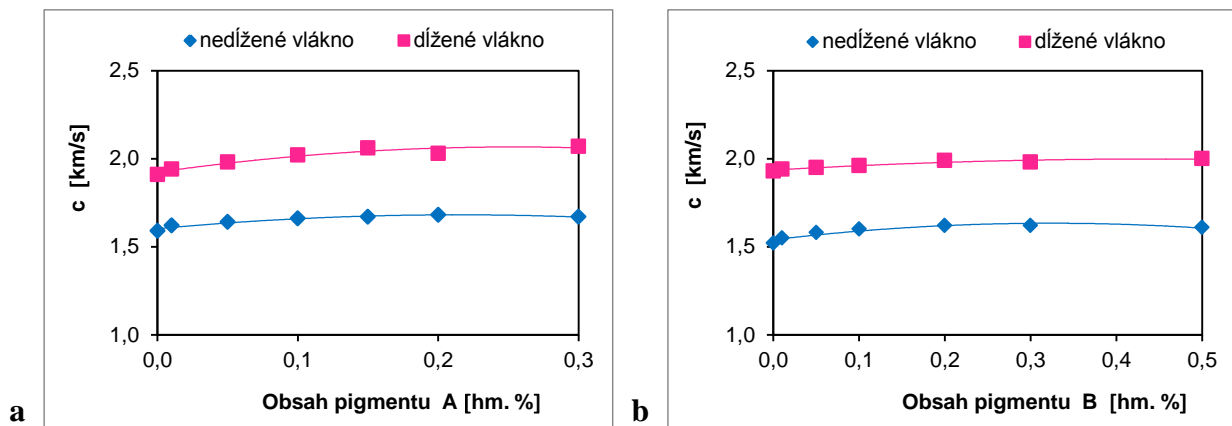 nedĺžené vlákno dĺžené vlákno
2,5
2,0
1,5
1,0
c [km/s]
0,0 0,1 0,2 0,3
Obsah pigmentu A [hm. %]
a
nedĺžené vlákno dĺžené vlákno
2,5
2,0
1,5
1,0
c [km/s]
0,0 0,1 0,2 0,3 0,4 0,5
Obsah pigmentu B [hm. %]
b